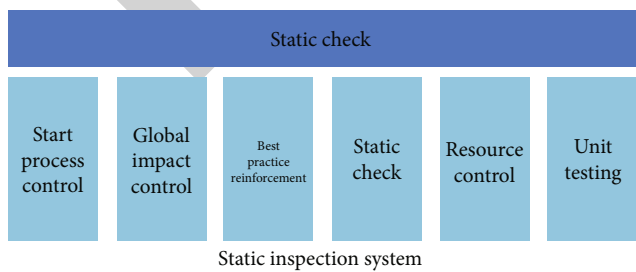 Static check
Start
process
control
Global
impact
control
Best
practice
reinforcement
Static
check
Resource
control
Unit
testing
Static inspection system